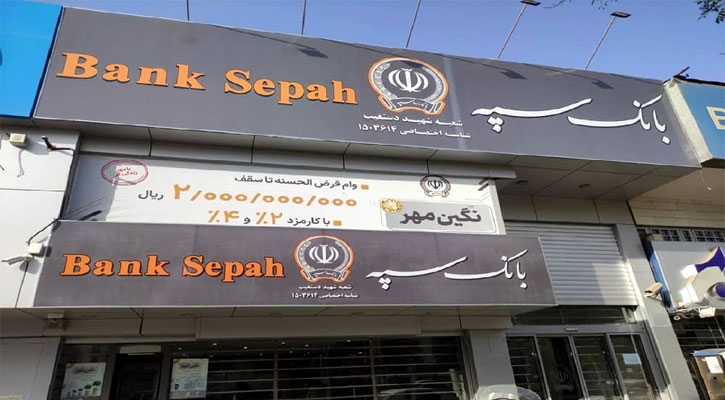 Bank Sepah
بانک سپه
شعبه شهید دستغیب
شناسه اختصاصی ۱۵۰۳۶۱۴
وام قرض الحسنه تا سقف
۲/۰۰۰/۰۰۰/۰۰۰ ریال
با کارمزد ۲٪ و ۴٪
نگین مهر
Bank Sepah
بانک سپه
شعبه شهید دستغیب
شناسه اختصاصی ۱۵۰۳۶۱۴